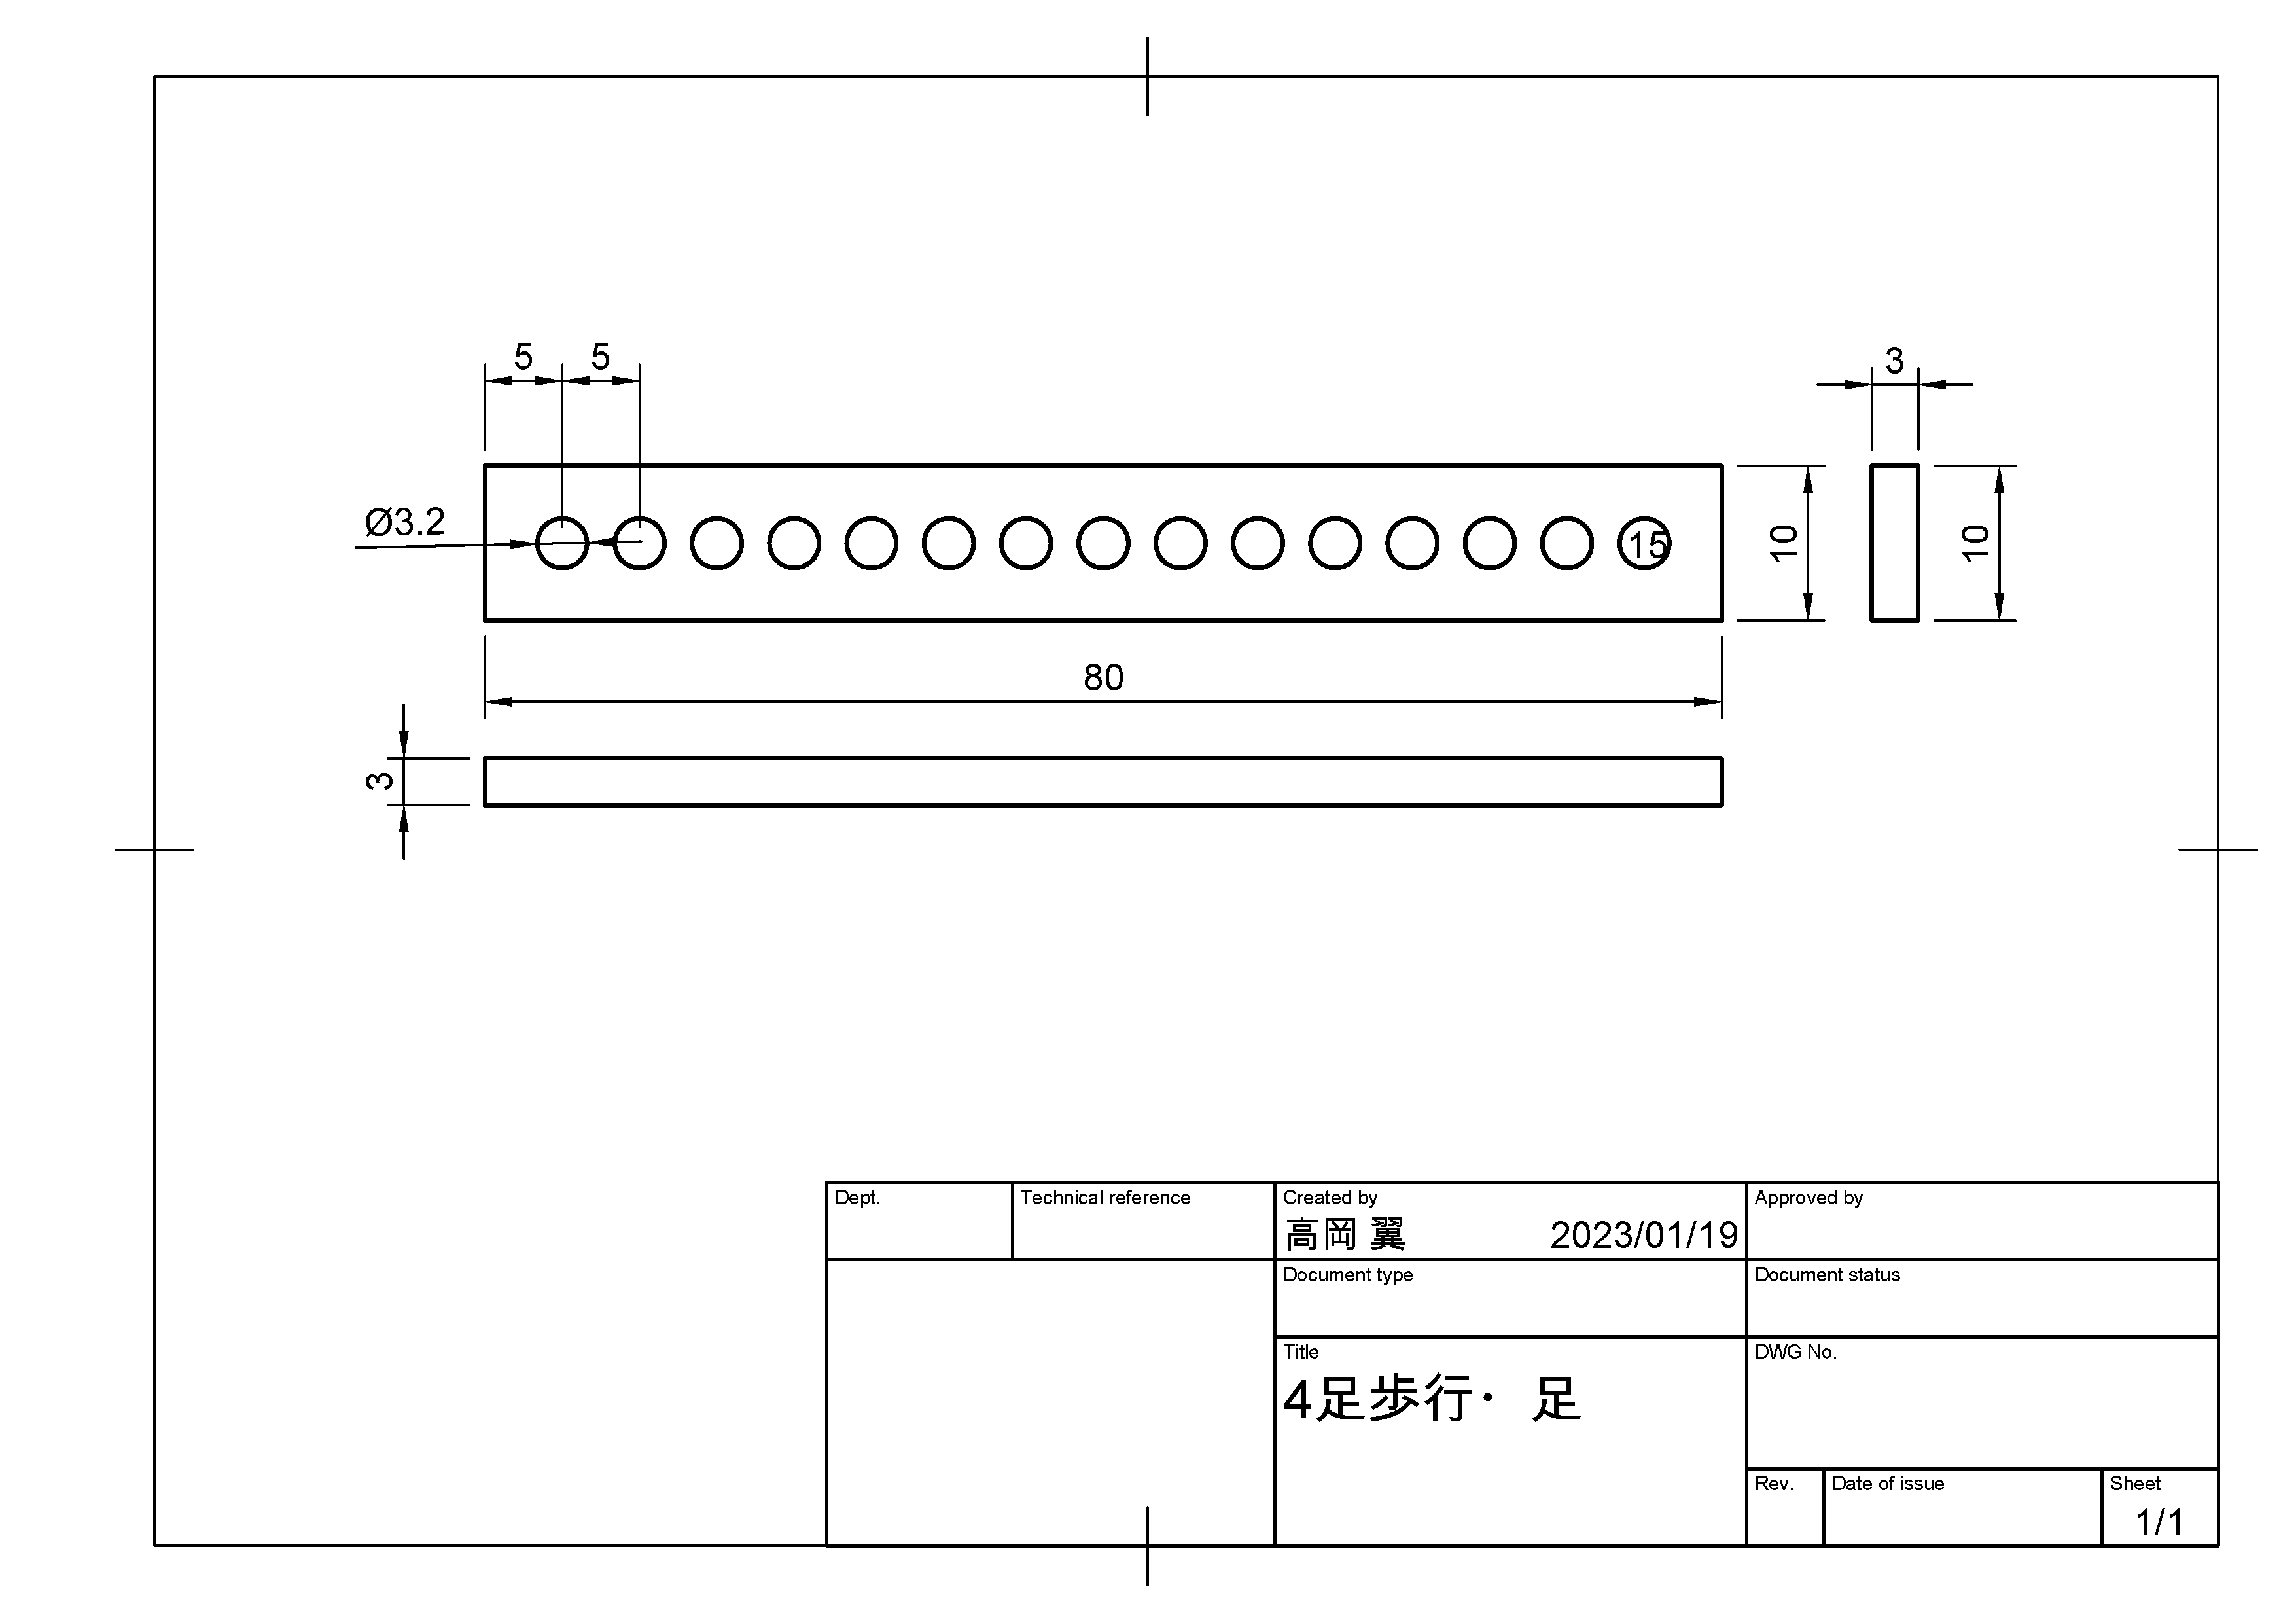 5 5
3
Ø3.2
15
10
10
80
3
Dept.
Technical reference
Created by
高岡 翼 2023/01/19
Approved by
Document type
Document status
Title
4足歩行・ 足
DWG No.
Rev.
Date of issue
Sheet
1/1